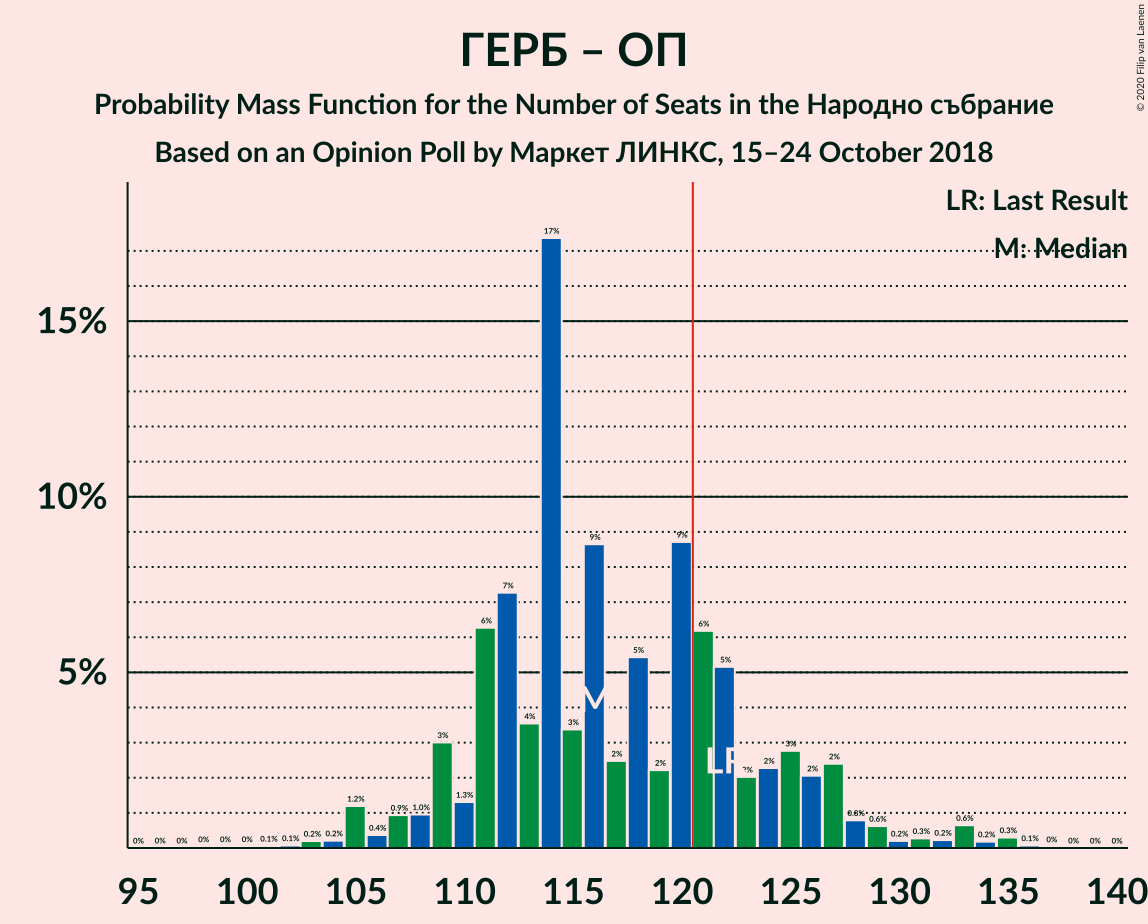 ГЕРБ – ОП
Probability Mass Function for the Number of Seats in the Народно събрание
Based on an Opinion Poll by Маркет ЛИНКС, 15–24 October 2018
© 2020 Filip van Laenen
LR: Last Result
M: Median
15%
10%
5%
0% 0% 0% 0% 0% 0% 0.1% 0.1% 0.2% 0.2% 1.2% 0.4% 0.9% 1.0% 3% 1.3% 6% 7% 4% 17% 3% 9% 2% 5% 2% 9% 6% 5% 2% 2% 3% 2% 2% 0.8% 0.6% 0.2% 0.3% 0.2% 0.6% 0.2% 0.3% 0.1% 0% 0% 0% 0%
M
LR
95 100 105 110 115 120 125 130 135 140